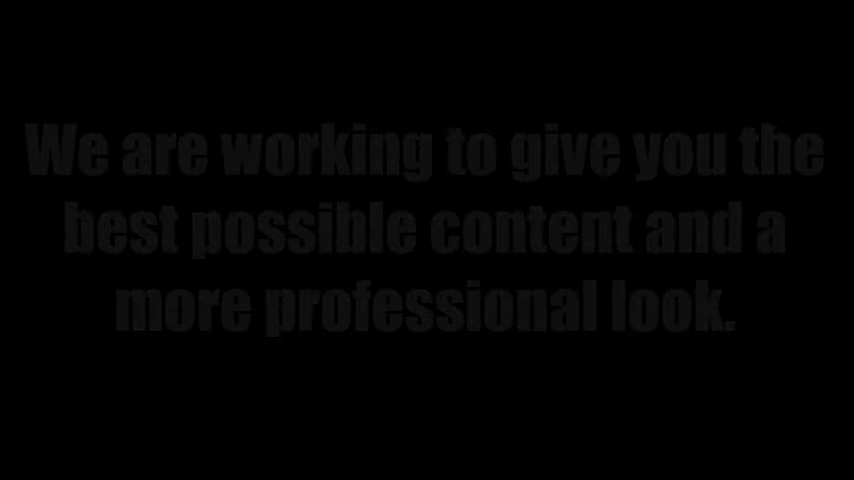 We are working to give you the
best possible content and a
more professional look.